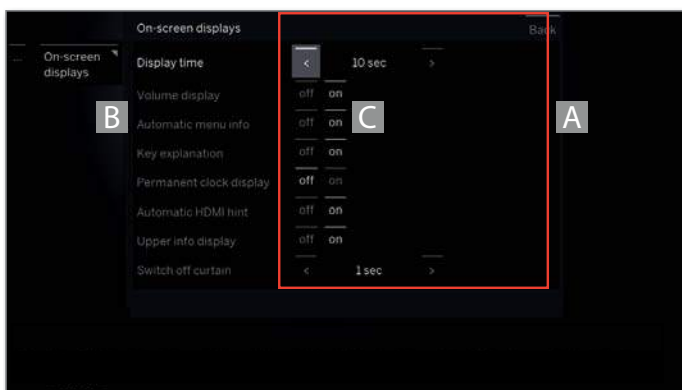 On-screen displays Back
... On-screen displays
Display time < 10 sec >
Volume display off on
B Automatic menu info off on C A
Key explanation off on
Permanent clock display off on
Automatic HDMI hint off on
Upper info display off on
Switch off curtain < 1 sec >